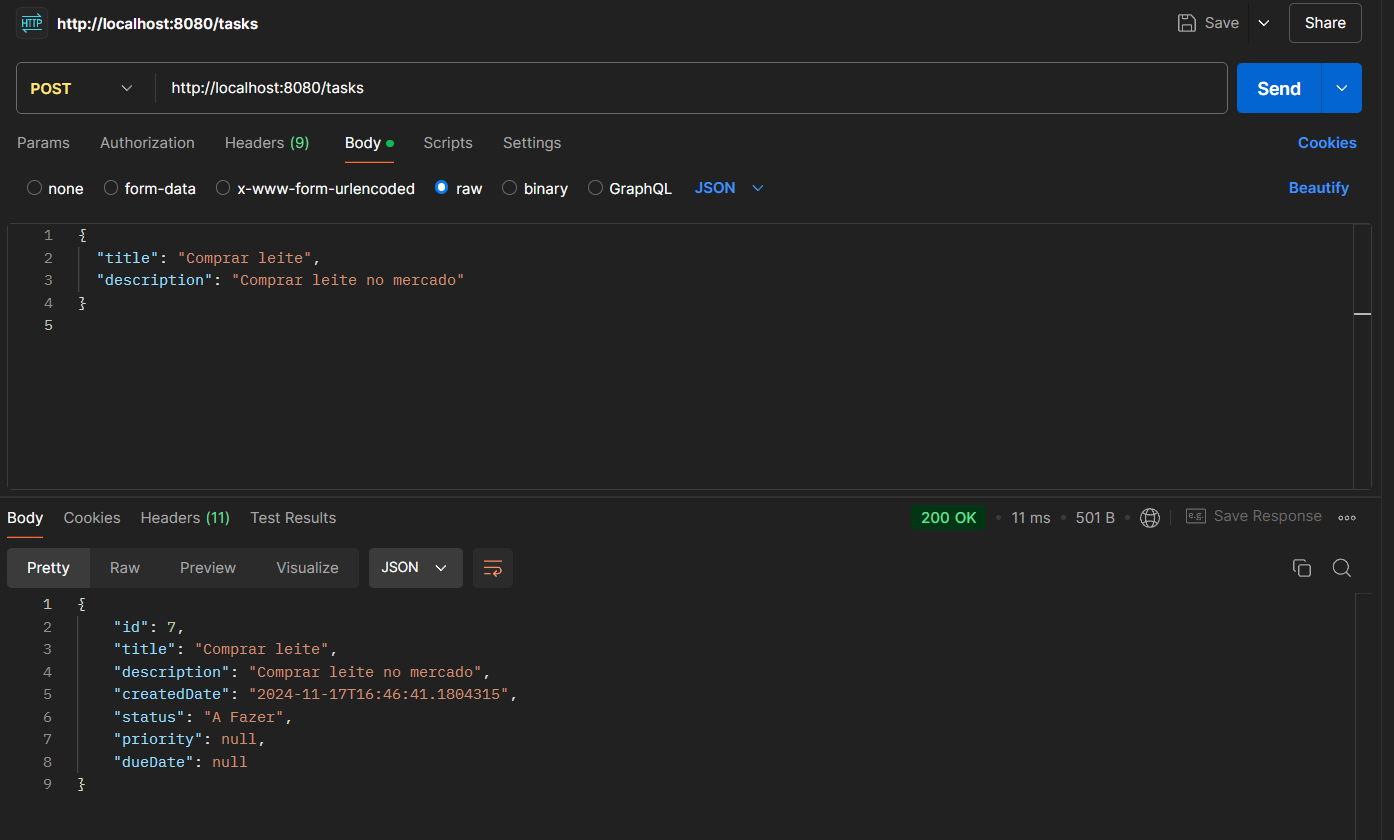 HTTP http://localhost:8080/tasks Save Share
POST http://localhost:8080/tasks Send
Params Authorization Headers (9) Body Scripts Settings Cookies
none form-data x-www-form-urlencoded raw binary GraphQL JSON Beautify
1 {
2 "title": "Comprar leite",
3 "description": "Comprar leite no mercado"
4 }
5
Body Cookies Headers (11) Test Results 200 OK • 11 ms • 501 B • e.g. Save Response
Pretty Raw Preview Visualize JSON
1 {
2 "id": 7,
3 "title": "Comprar leite",
4 "description": "Comprar leite no mercado",
5 "createdDate": "2024-11-17T16:46:41.1804315",
6 "status": "A Fazer",
7 "priority": null,
8 "dueDate": null
9 }